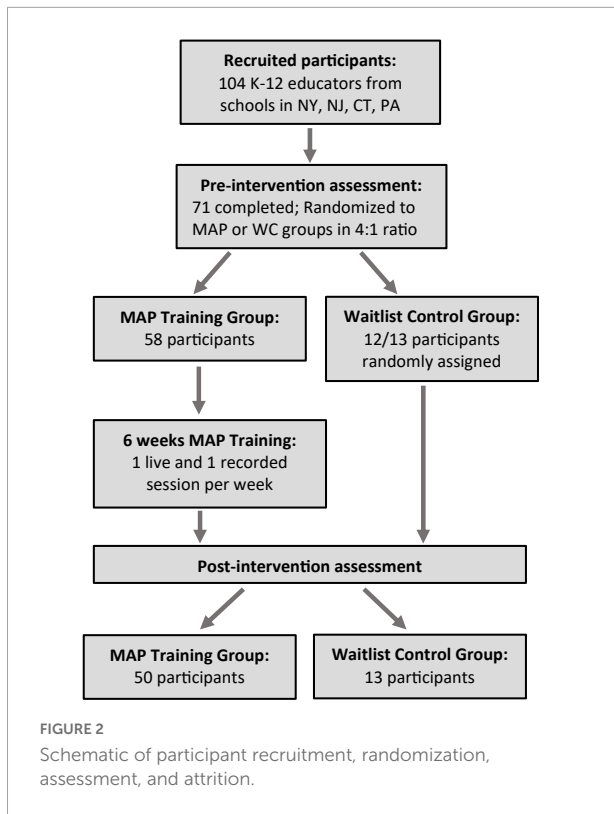 Recruited participants:
104 K-12 educators from
schools in NY, NJ, CT, PA
Pre-intervention assessment:
71 completed; Randomized to
MAP or WC groups in 4:1 ratio
MAP Training Group:
58 participants
Waitlist Control Group:
12/13 participants
randomly assigned
6 weeks MAP Training:
1 live and 1 recorded
session per week
Post-intervention assessment
MAP Training Group:
50 participants
Waitlist Control Group:
13 participants
FIGURE 2
Schematic of participant recruitment, randomization,
assessment, and attrition.